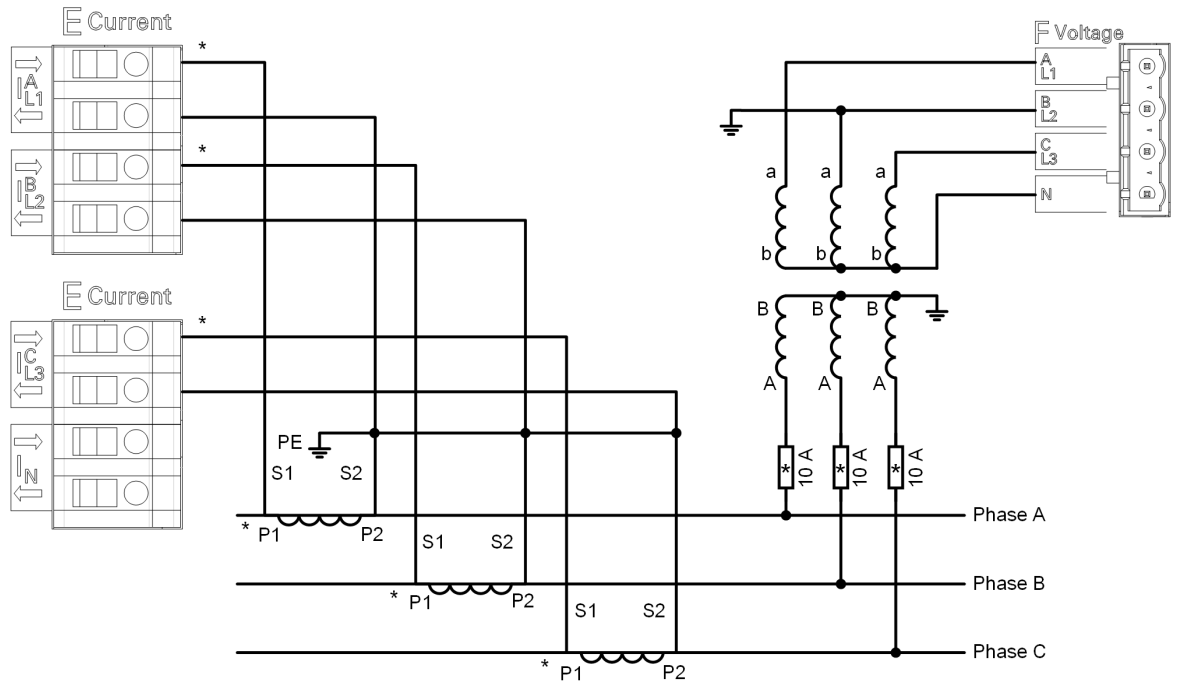 E Current
*
I A L1
*
I B L2
E Current
*
I C L3
I N
F Voltage
A
L1
B
L2
C
L3
N
a a a
b b b
B B B
A A A
* 10 A * 10 A * 10 A
PE
S1 S2
* P1 P2 Phase A
S1 S2
* P1 P2 Phase B
S1 S2
* P1 P2 Phase C